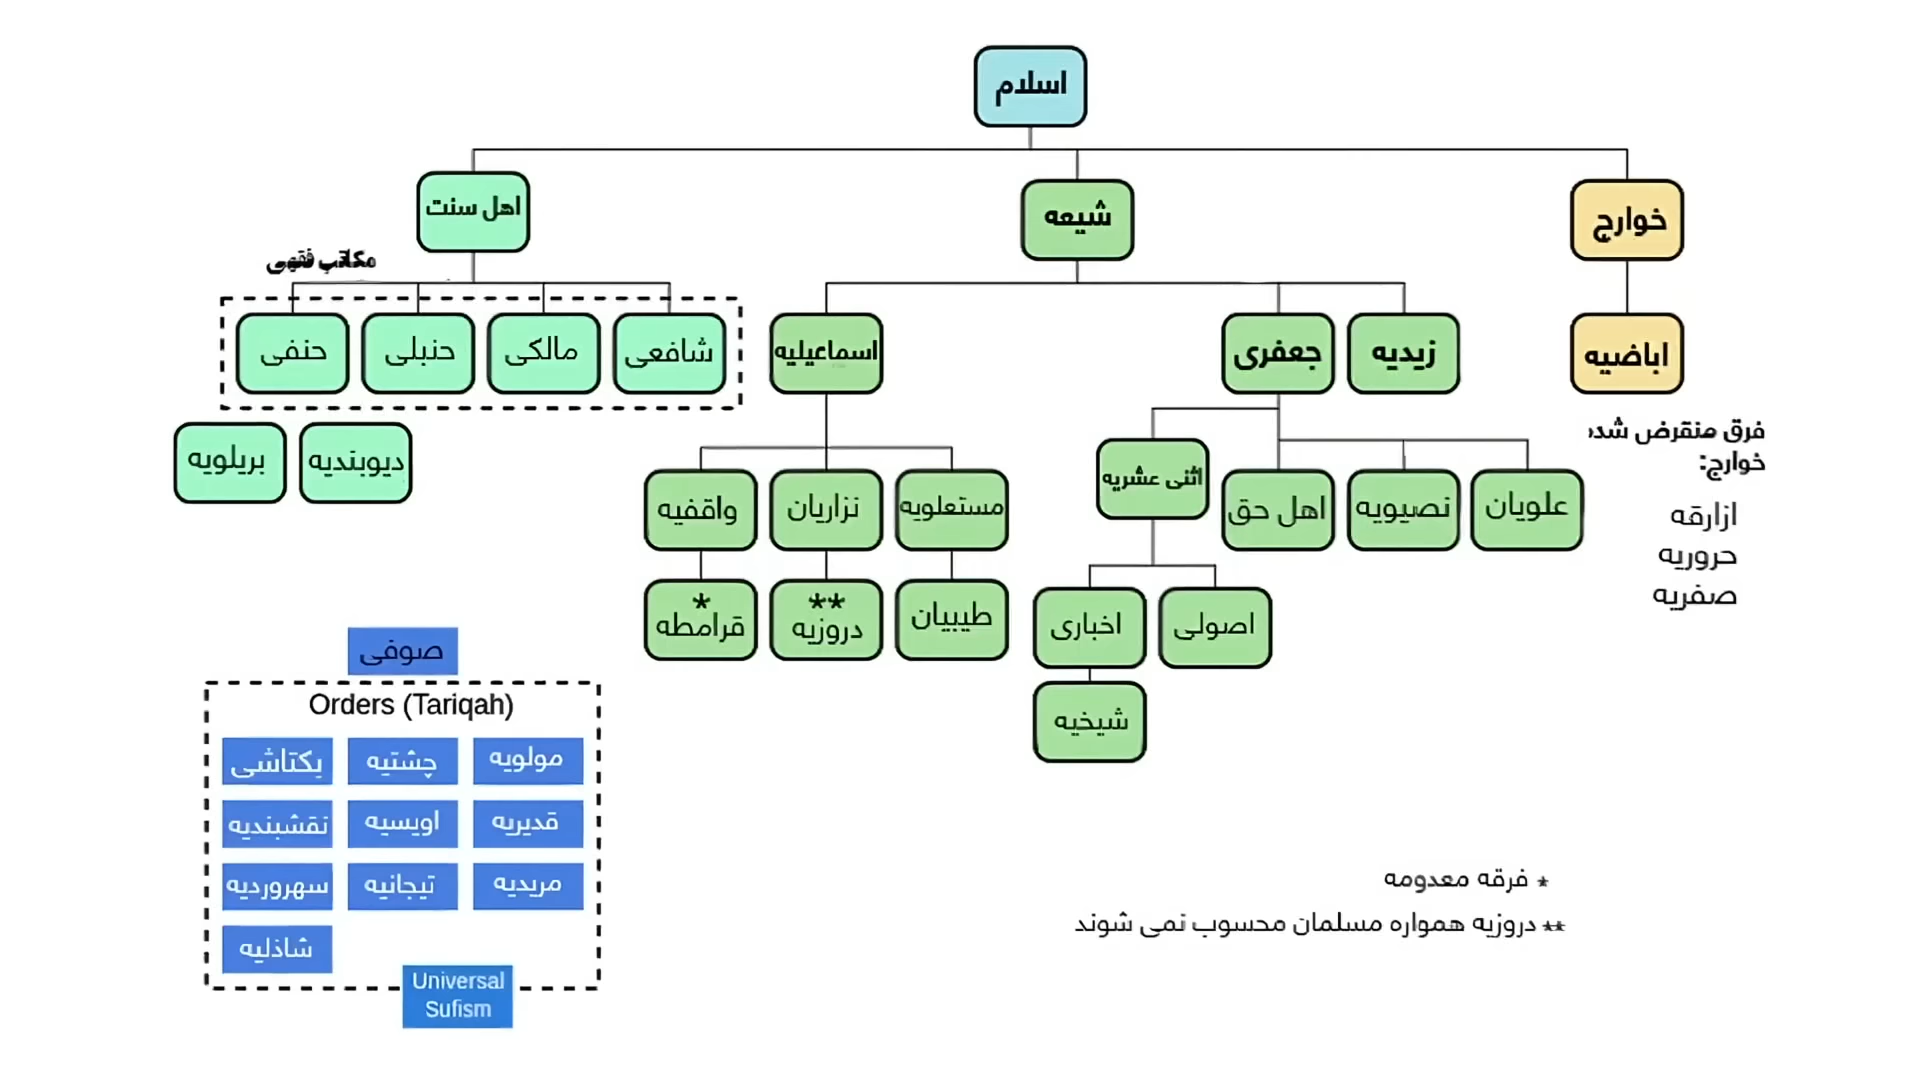 اسلام
خوارج
شیعه
اهل سنت
مکاتب فقهی
اباضیه
زیدیه
جعفری
اسماعیلیه
شافعی
مالکی
حنبلی
حنفی
دیوبندیه
بریلویه
فرق منقرض شده
خوارج:
ازارقه
حروریه
صفریه
علویان
نصیویه
اهل حق
اثنی عشریه
مستعلویه
نزاریان
واقفیه
طیبیان
**
دروزیه
*
قرامطه
اصولی
اخباری
شیخیه
صوفی
Orders (Tariqah)
مولویه
چشتیه
بکتاشی
قدیریه
اویسیه
نقشبندیه
مریدیه
تیجانیه
سهروردیه
شاذلیه
Universal
Sufism
* فرقه معدومه
** دروزیه همواره مسلمان محسوب نمی شوند